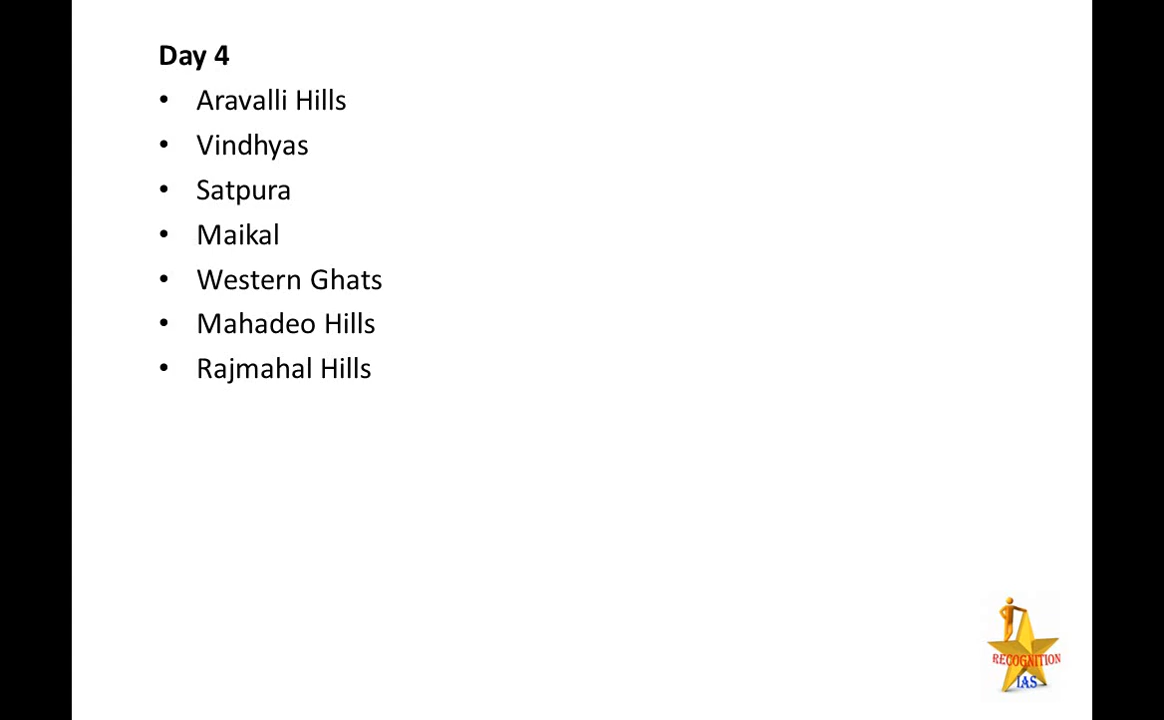 Day 4
• Aravalli Hills
• Vindhyas
• Satpura
• Maikal
• Western Ghats
• Mahadeo Hills
• Rajmahal Hills
RECOGNITION
IAS